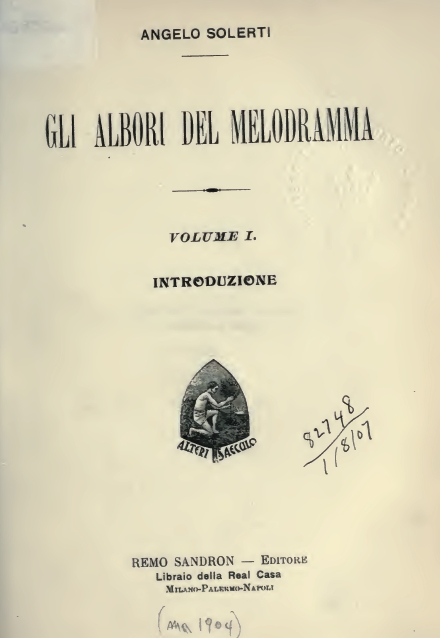 ANGELO SOLERTI
GLI ALBORI DEL MELODRAMMA
VOLUME I.
INTRODUZIONE
ALTERI SAECULO
82748
1/8/07
REMO SANDRON — EDITORE
Libraio della Real Casa
MILANO-PALERMO-NAPOLI
1904)